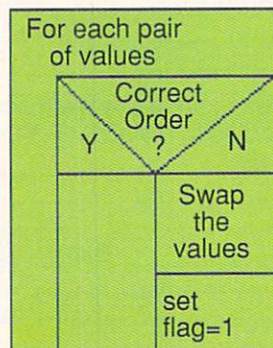 For each pair
of values
Correct
Order
Y ? N
Swap
the
values
set
flag=1